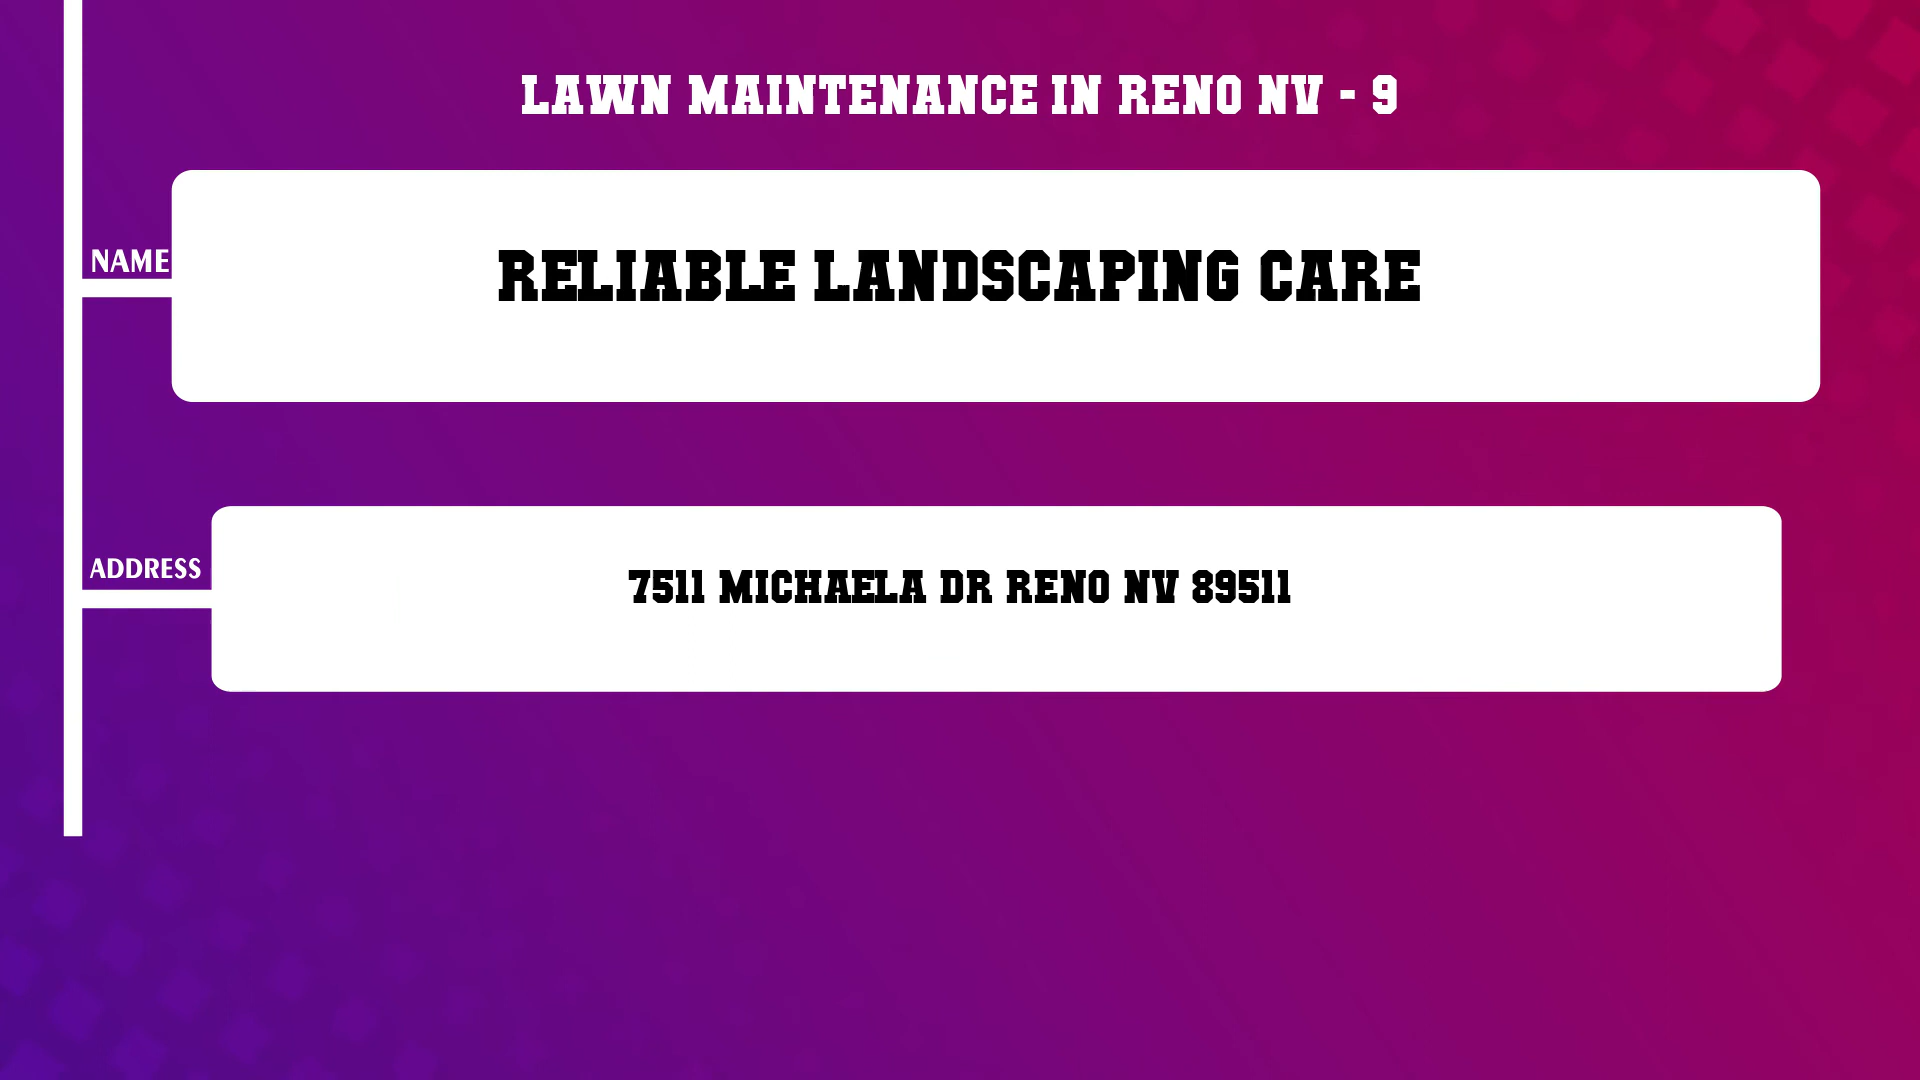 LAWN MAINTENANCE IN RENO NV - 9
NAME
RELIABLE LANDSCAPING CARE
ADDRESS
7511 MICHAELA DR RENO NV 89511